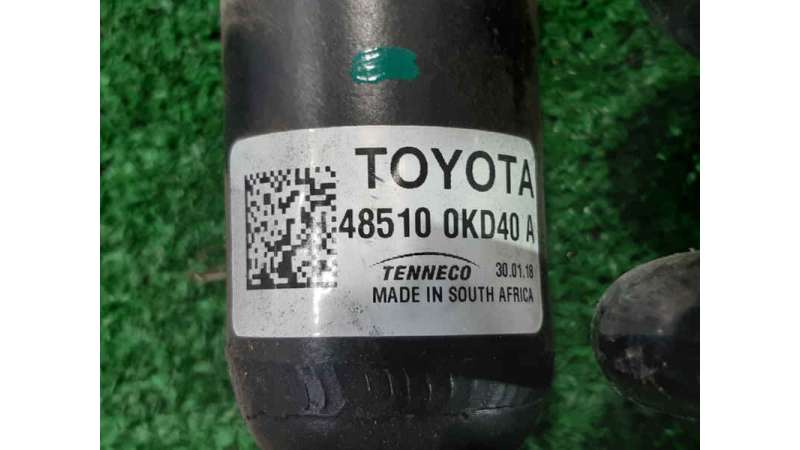 TOYOTA
48510 0KD40 A
TENNECO 30.01.18
MADE IN SOUTH AFRICA